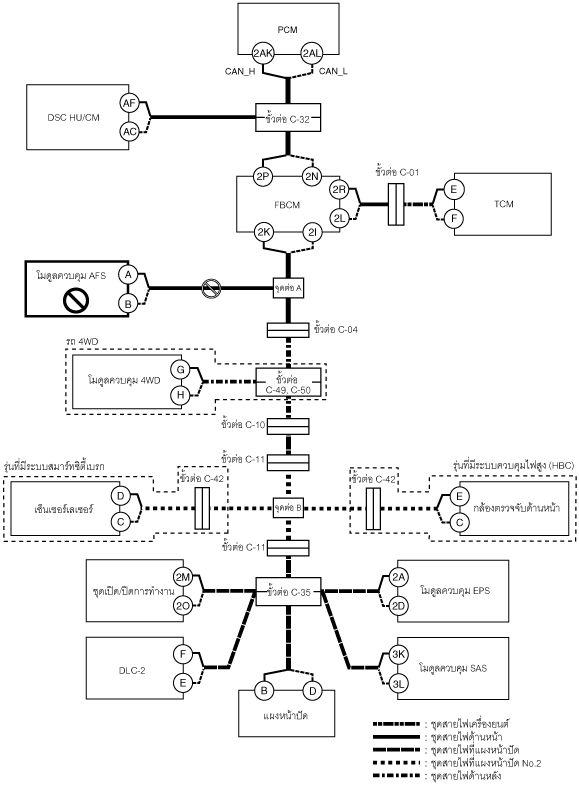 PCM
2AK
2AL
CAN_H
CAN_L
DSC HU/CM
AF
AC
ขั้วต่อ C-32
2P
2N
FBCM
2R
2L
ขั้วต่อ C-01
E
F
TCM
2K
2I
โมดูลควบคุม AFS
A
B
จุดต่อ A
ขั้วต่อ C-04
รถ 4WD
โมดูลควบคุม 4WD
G
H
ขั้วต่อ
C-49, C-50
ขั้วต่อ C-10
ขั้วต่อ C-11
รุ่นที่มีระบบสมาร์ทซิตี้เบรก
ขั้วต่อ C-42
เซ็นเซอร์เลเซอร์
D
C
จุดต่อ B
รุ่นที่มีระบบควบคุมไฟสูง (HBC)
ขั้วต่อ C-42
E
C
กล้องตรวจจับด้านหน้า
ขั้วต่อ C-11
ชุดเปิด/ปิดการทำงาน
2M
2O
ขั้วต่อ C-35
2A
2D
โมดูลควบคุม EPS
DLC-2
F
E
3K
3L
โมดูลควบคุม SAS
B
D
แผงหน้าปัด
: ชุดสายไฟเครื่องยนต์
: ชุดสายไฟด้านหน้า
: ชุดสายไฟที่แผงหน้าปัด
: ชุดสายไฟที่แผงหน้าปัด No.2
: ชุดสายไฟด้านหลัง